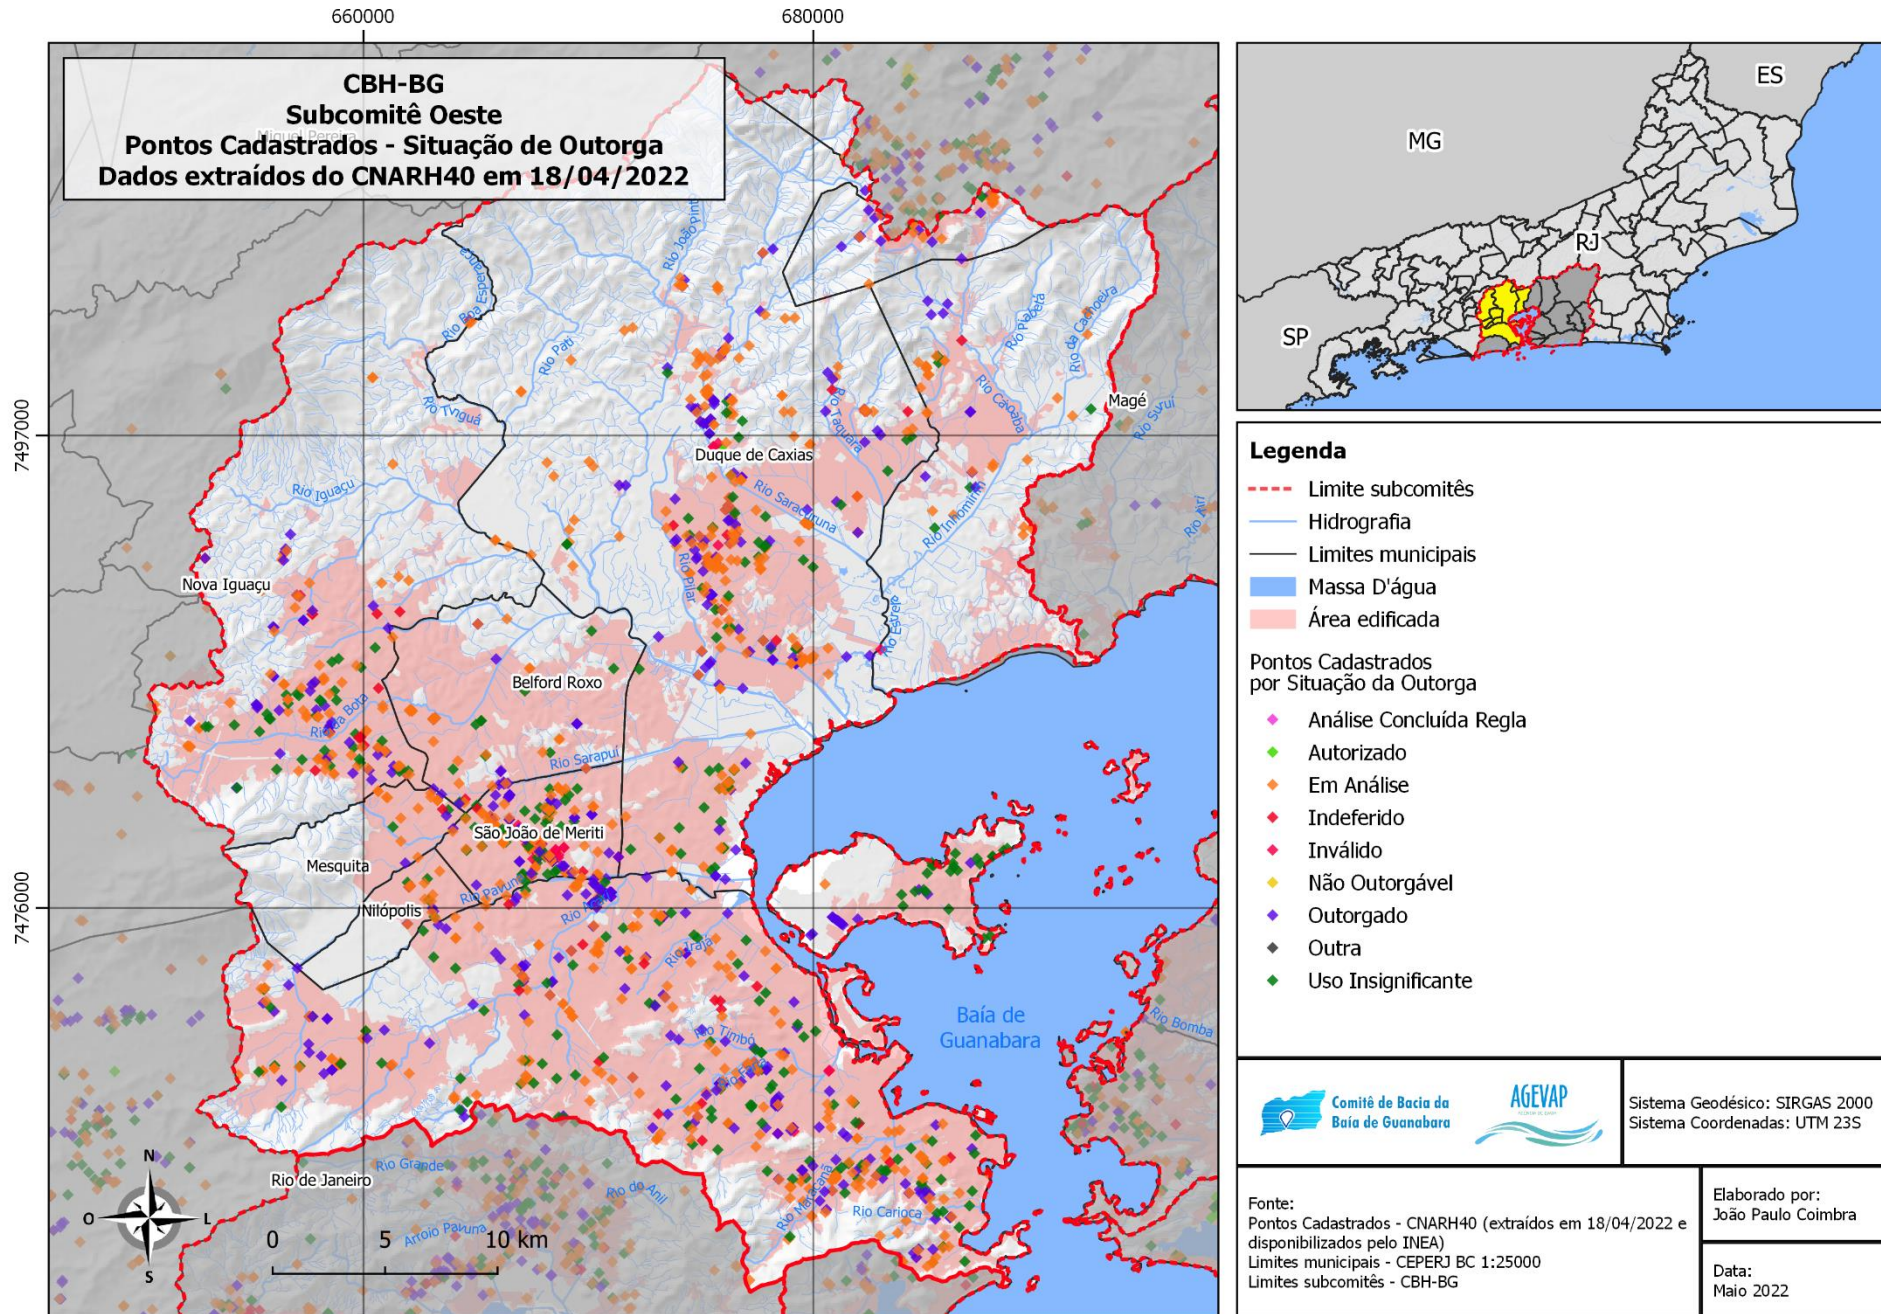 660000
680000
7497000
7476000
CBH-BG
Subcomitê Oeste
Pontos Cadastrados - Situação de Outorga
Dados extraídos do CNARH40 em 18/04/2022
Miguel Pereira
Rio João Pinto
Rio Boa Esperança
Rio Pati
Rio Tinguá
Rio Iguaçu
Rio Piabetá
Rio da Cachoeira
Rio Caioaba
Magé
Rio Suruí
Rio Taquara
Duque de Caxias
Rio Saracuruna
Rio Inhomirim
Rio Pilar
Rio Estrela
Nova Iguaçu
Belford Roxo
Rio da Bota
Rio Sarapuí
São João de Meriti
Mesquita
Rio Pavuna
Nilópolis
Rio Acari
Rio Irajá
Rio Timbó
Rio Faria
Baía de
Guanabara
Rio Bomba
Rio Grande
Rio de Janeiro
Rio do Anil
Arroio Pavuna
Rio Maracanã
Rio Carioca
N
O
L
S
0
5
10 km
ES
MG
RJ
SP
Legenda
Limite subcomitês
Hidrografia
Limites municipais
Massa D'água
Área edificada
Pontos Cadastrados
por Situação da Outorga
Análise Concluída Regla
Autorizado
Em Análise
Indeferido
Inválido
Não Outorgável
Outorgado
Outra
Uso Insignificante
Comitê de Bacia da
Baía de Guanabara
AGEVAP
Sistema Geodésico: SIRGAS 2000
Sistema Coordenadas: UTM 23S
Fonte:
Pontos Cadastrados - CNARH40 (extraídos em 18/04/2022 e
disponibilizados pelo INEA)
Limites municipais - CEPERJ BC 1:25000
Limites subcomitês - CBH-BG
Elaborado por:
João Paulo Coimbra
Data:
Maio 2022